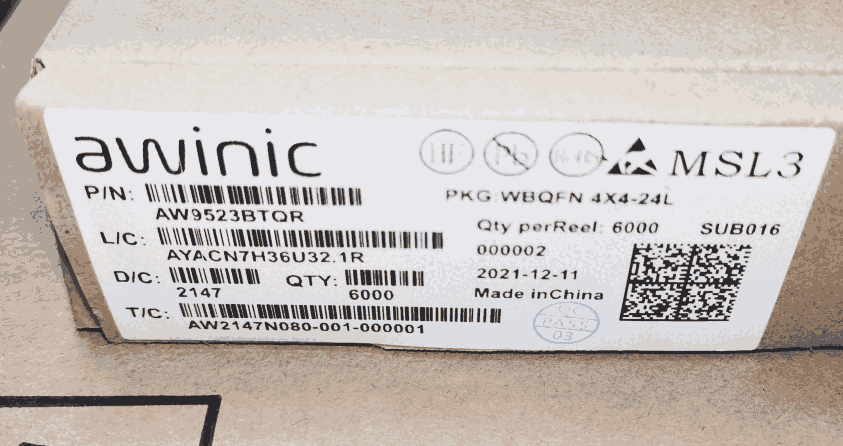 awinic
HF Pb MSL3
P/N:
PKG:WBQFN 4X4-24L
AW9523BTQR
Qty perReel: 6000 SUB016
L/C:
000002
AYACN7H36U32.1R
2021-12-11
D/C: QTY:
2147 6000
Made inChina
T/C:
AW2147N080-001-000001
QC
PASS
03